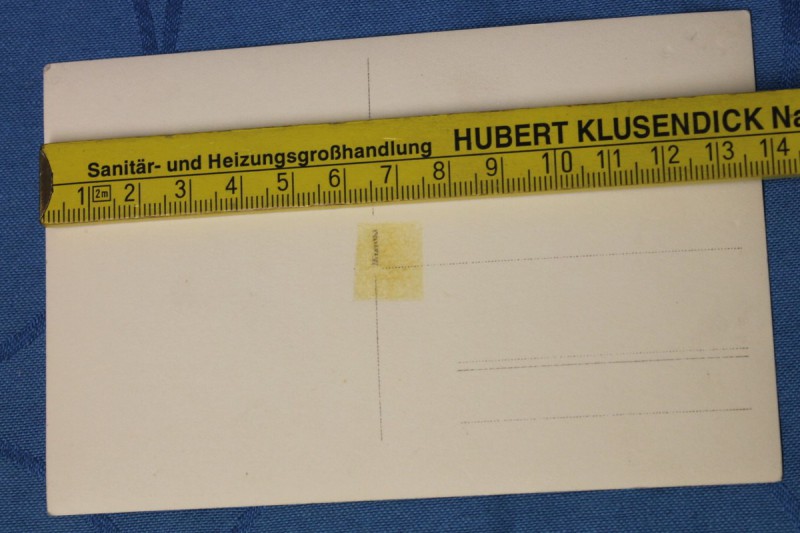 Sanitär- und Heizungsgroßhandlung HUBERT KLUSENDICK Na
1 2m 2 3 4 5 6 7 8 9 10 11 12 13 14